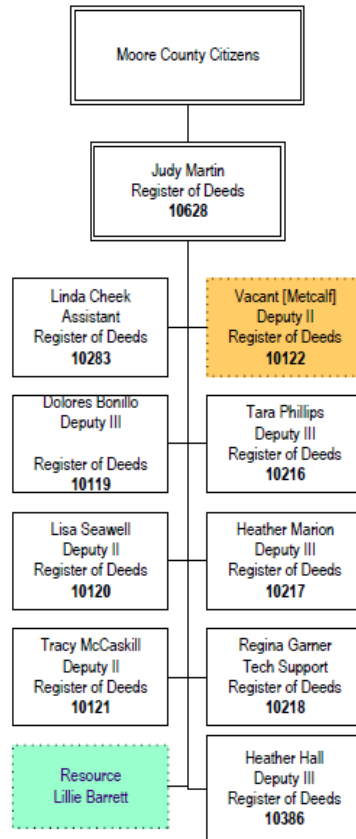 Moore County Citizens
Judy Martin
Register of Deeds
10628
Linda Cheek
Assistant
Register of Deeds
10283
Vacant [Metcalf]
Deputy II
Register of Deeds
10122
Dolores Bonillo
Deputy III
Register of Deeds
10119
Tara Phillips
Deputy III
Register of Deeds
10216
Lisa Seawell
Deputy II
Register of Deeds
10120
Heather Marion
Deputy III
Register of Deeds
10217
Tracy McCaskill
Deputy II
Register of Deeds
10121
Regina Garner
Tech Support
Register of Deeds
10218
Resource
Lillie Barrett
Heather Hall
Deputy III
Register of Deeds
10386